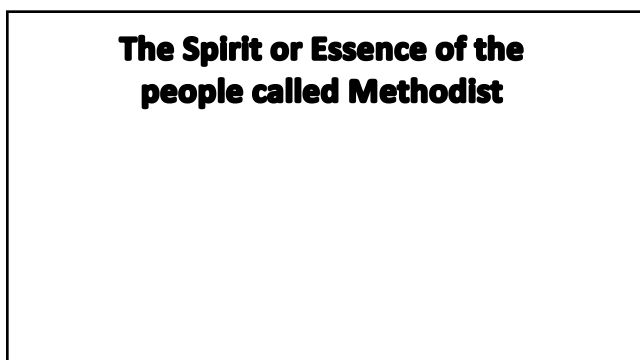 The Spirit or Essence of the
people called Methodist